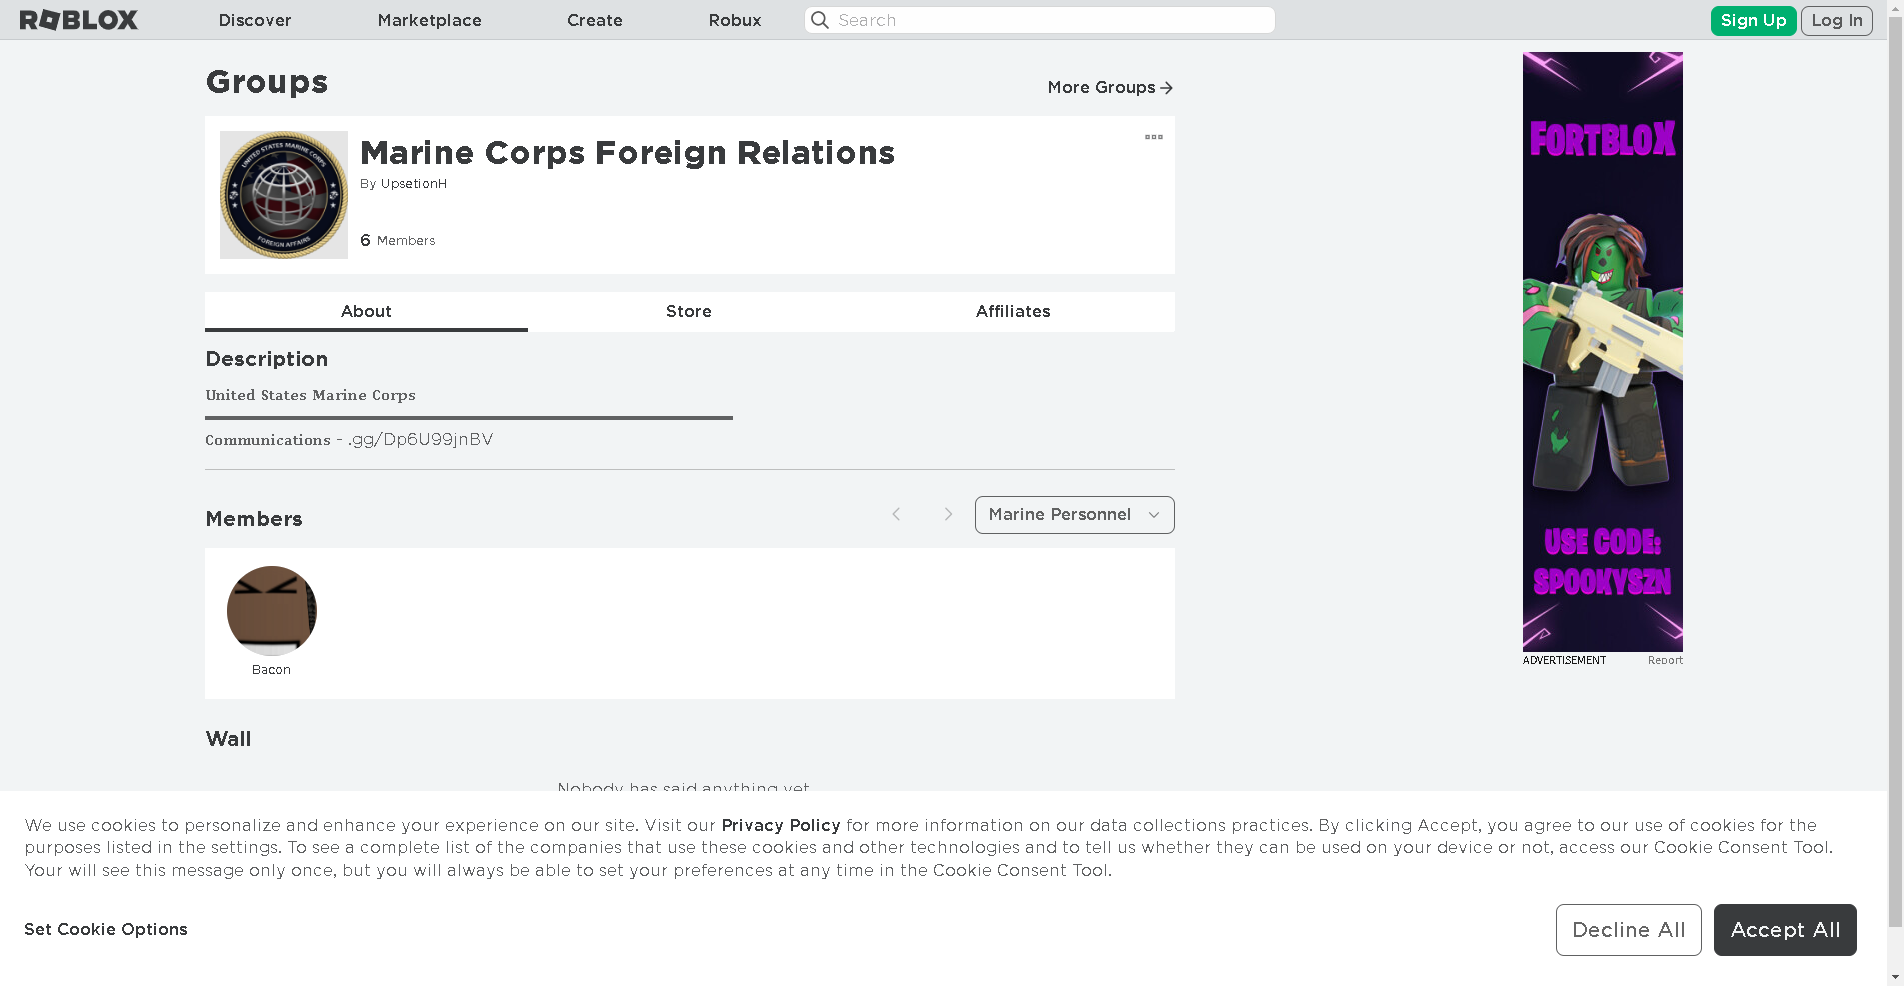 ROBLOX
Discover
Marketplace
Create
Robux
Search
Sign Up
Log In
Groups
More Groups
UNITED STATES MARINE CORPS
FOREIGN AFFAIRS
Marine Corps Foreign Relations
By UpsetionH
6 Members
About
Store
Affiliates
Description
United States Marine Corps
Communications - .gg/Dp6U99jnBV
Members
Marine Personnel
Bacon
Wall
Nobody has said anything yet
FORTBLOX
USE CODE:
SPOOKYSZN
ADVERTISEMENT
Report
We use cookies to personalize and enhance your experience on our site. Visit our Privacy Policy for more information on our data collections practices. By clicking Accept, you agree to our use of cookies for the
purposes listed in the settings. To see a complete list of the companies that use these cookies and other technologies and to tell us whether they can be used on your device or not, access our Cookie Consent Tool.
Your will see this message only once, but you will always be able to set your preferences at any time in the Cookie Consent Tool.
Set Cookie Options
Decline All
Accept All